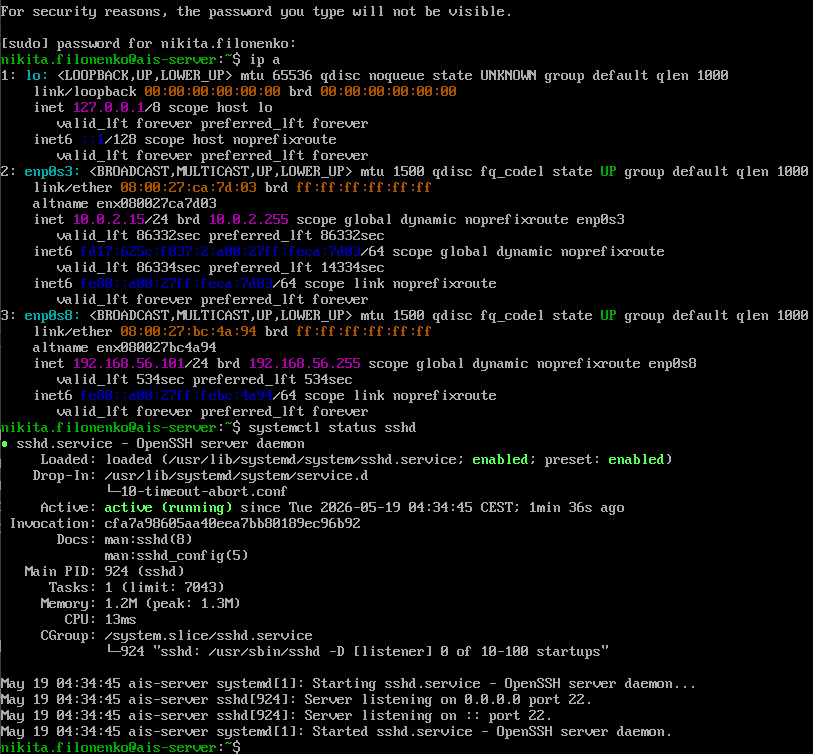 For security reasons, the password you type will not be visible.
[sudo] password for nikita.filonenko:
nikita.filonenko@ais-server:~$ ip a
1: lo: <LOOPBACK,UP,LOWER_UP> mtu 65536 qdisc noqueue state UNKNOWN group default qlen 1000
    link/loopback 00:00:00:00:00:00 brd 00:00:00:00:00:00
    inet 127.0.0.1/8 scope host lo
       valid_lft forever preferred_lft forever
    inet6 ::1/128 scope host noprefixroute
       valid_lft forever preferred_lft forever
2: enp0s3: <BROADCAST,MULTICAST,UP,LOWER_UP> mtu 1500 qdisc fq_codel state UP group default qlen 1000
    link/ether 08:00:27:ca:7d:03 brd ff:ff:ff:ff:ff:ff
    altname enx080027ca7d03
    inet 10.0.2.15/24 brd 10.0.2.255 scope global dynamic noprefixroute enp0s3
       valid_lft 86332sec preferred_lft 86332sec
    inet6 fd17:625c:f037:2:a00:27ff:feca:7d03/64 scope global dynamic noprefixroute
       valid_lft 86334sec preferred_lft 14334sec
    inet6 fe80::a00:27ff:feca:7d03/64 scope link noprefixroute
       valid_lft forever preferred_lft forever
3: enp0s8: <BROADCAST,MULTICAST,UP,LOWER_UP> mtu 1500 qdisc fq_codel state UP group default qlen 1000
    link/ether 08:00:27:bc:4a:94 brd ff:ff:ff:ff:ff:ff
    altname enx080027bc4a94
    inet 192.168.56.101/24 brd 192.168.56.255 scope global dynamic noprefixroute enp0s8
       valid_lft 534sec preferred_lft 534sec
    inet6 fe80::a00:27ff:febc:4a94/64 scope link noprefixroute
       valid_lft forever preferred_lft forever
nikita.filonenko@ais-server:~$ systemctl status sshd
● sshd.service - OpenSSH server daemon
     Loaded: loaded (/usr/lib/systemd/system/sshd.service; enabled; preset: enabled)
    Drop-In: /usr/lib/systemd/system/service.d
             └─10-timeout-abort.conf
     Active: active (running) since Tue 2026-05-19 04:34:45 CEST; 1min 36s ago
 Invocation: cfa7a98605aa40eea7bb80189ec96b92
       Docs: man:sshd(8)
             man:sshd_config(5)
   Main PID: 924 (sshd)
      Tasks: 1 (limit: 7043)
     Memory: 1.2M (peak: 1.3M)
        CPU: 13ms
     CGroup: /system.slice/sshd.service
             └─924 "sshd: /usr/sbin/sshd -D [listener] 0 of 10-100 startups"
May 19 04:34:45 ais-server systemd[1]: Starting sshd.service - OpenSSH server daemon...
May 19 04:34:45 ais-server sshd[924]: Server listening on 0.0.0.0 port 22.
May 19 04:34:45 ais-server sshd[924]: Server listening on :: port 22.
May 19 04:34:45 ais-server systemd[1]: Started sshd.service - OpenSSH server daemon.
nikita.filonenko@ais-server:~$